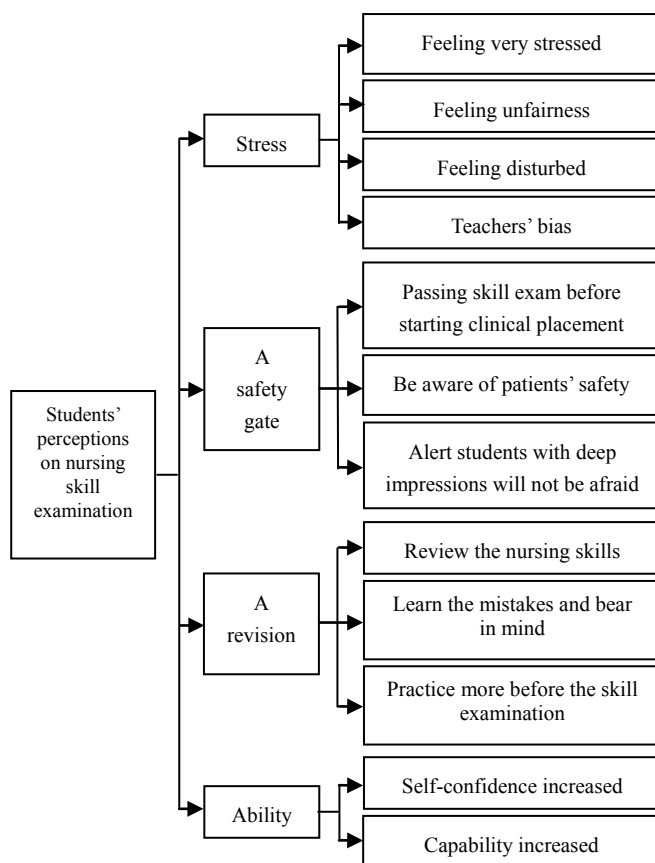 Students’
perceptions
on nursing
skill
examination
Stress
Feeling very stressed
Feeling unfairness
Feeling disturbed
Teachers’ bias
A
safety
gate
Passing skill exam before
starting clinical placement
Be aware of patients’ safety
Alert students with deep
impressions will not be afraid
A
revision
Review the nursing skills
Learn the mistakes and bear
in mind
Practice more before the skill
examination
Ability
Self-confidence increased
Capability increased